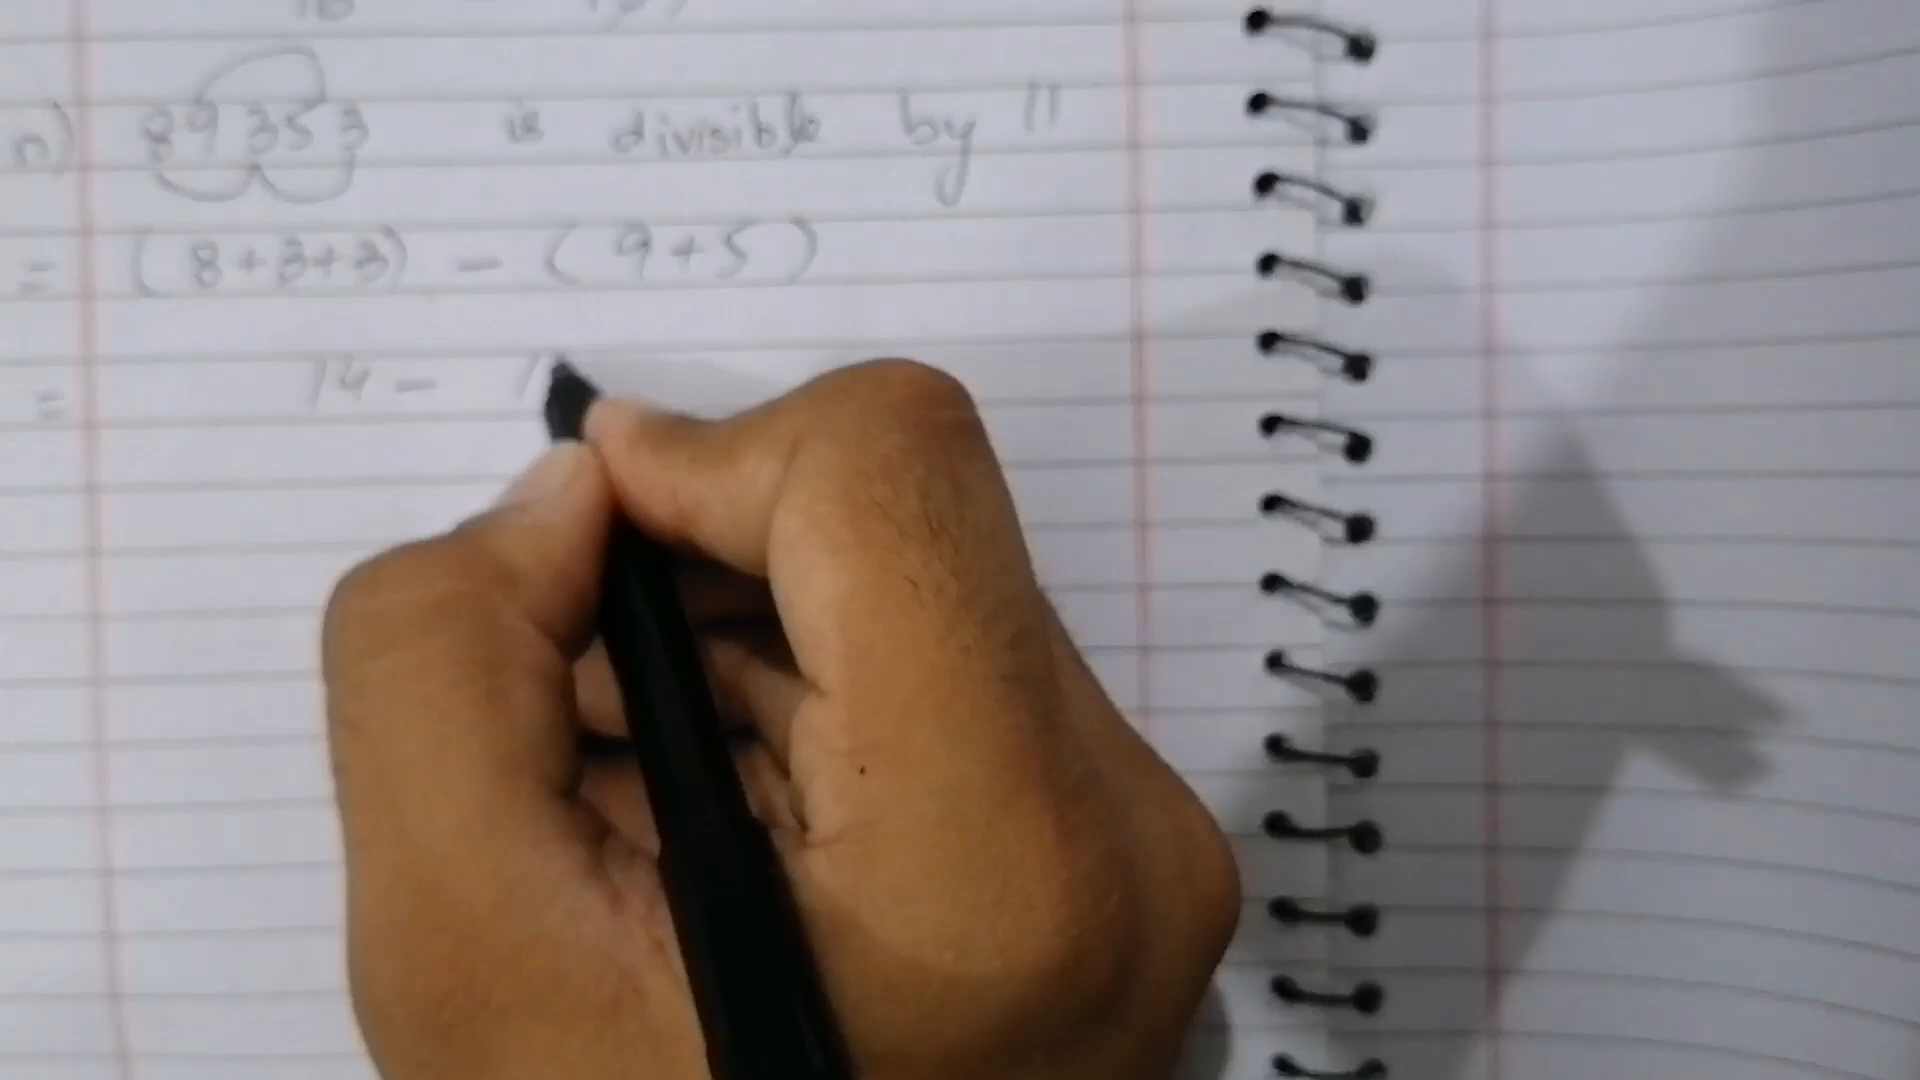 n) 89353 is divisible by 11
= (8+3+3) - (9+5)
= 14 - 1